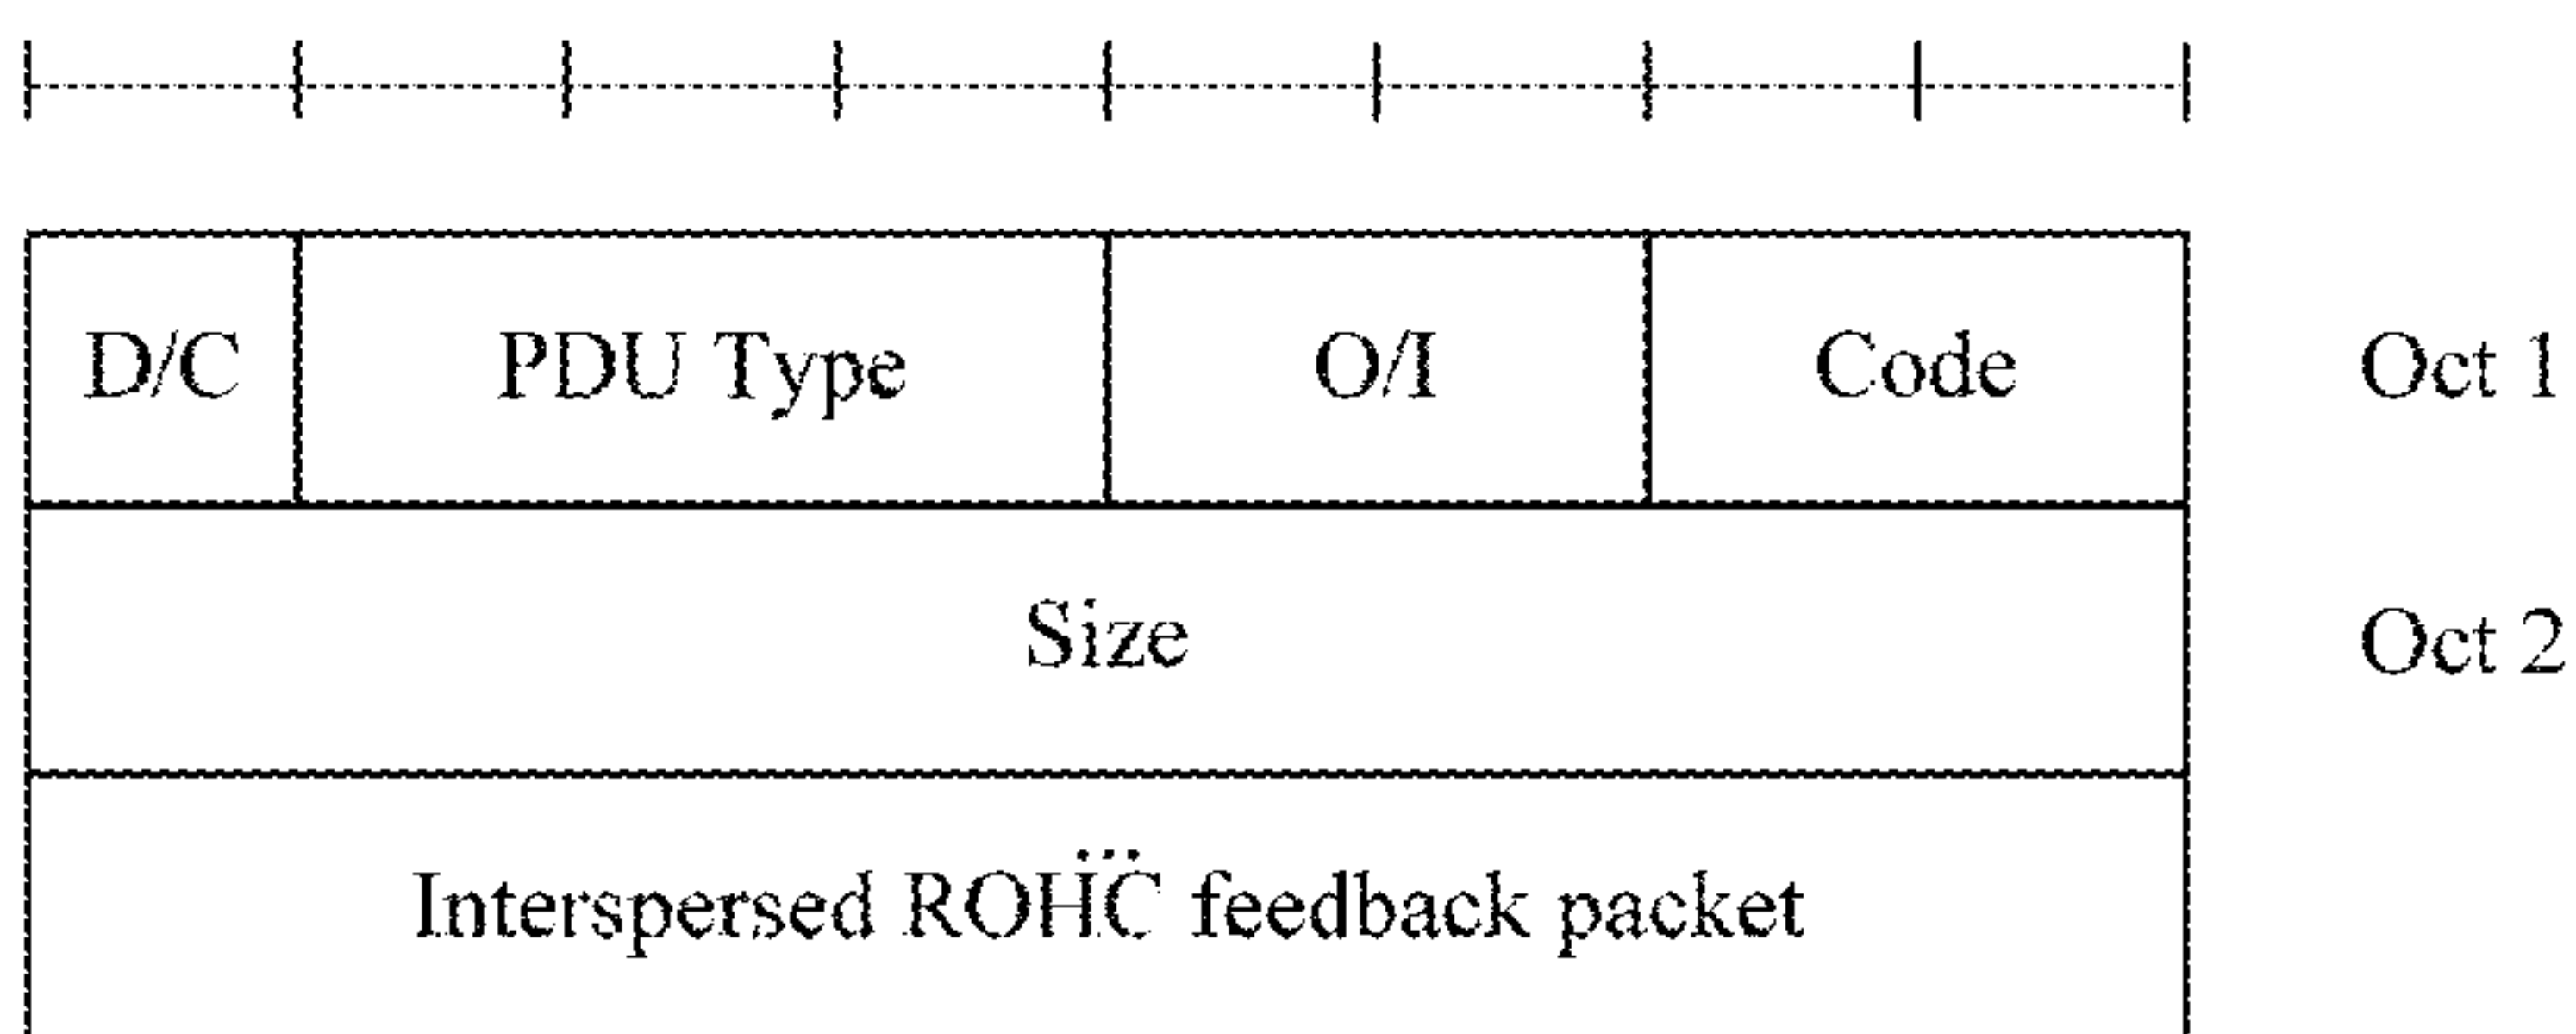 D/C PDU Type O/I Code Oct 1
Size Oct 2
...
Interspersed ROHC feedback packet